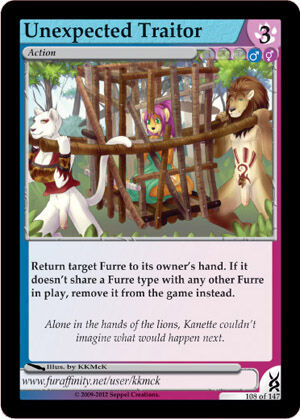 Unexpected Traitor 3
Action
Return target Furre to its owner's hand. If it
doesn't share a Furre type with any other Furre
in play, remove it from the game instead.
Alone in the hands of the lions, Kanette couldn't
imagine what would happen next.
Illus. by KKMcK
www.furaffinity.net/user/kkmck
© 2009-2012 Seppel Creations.
108 of 147